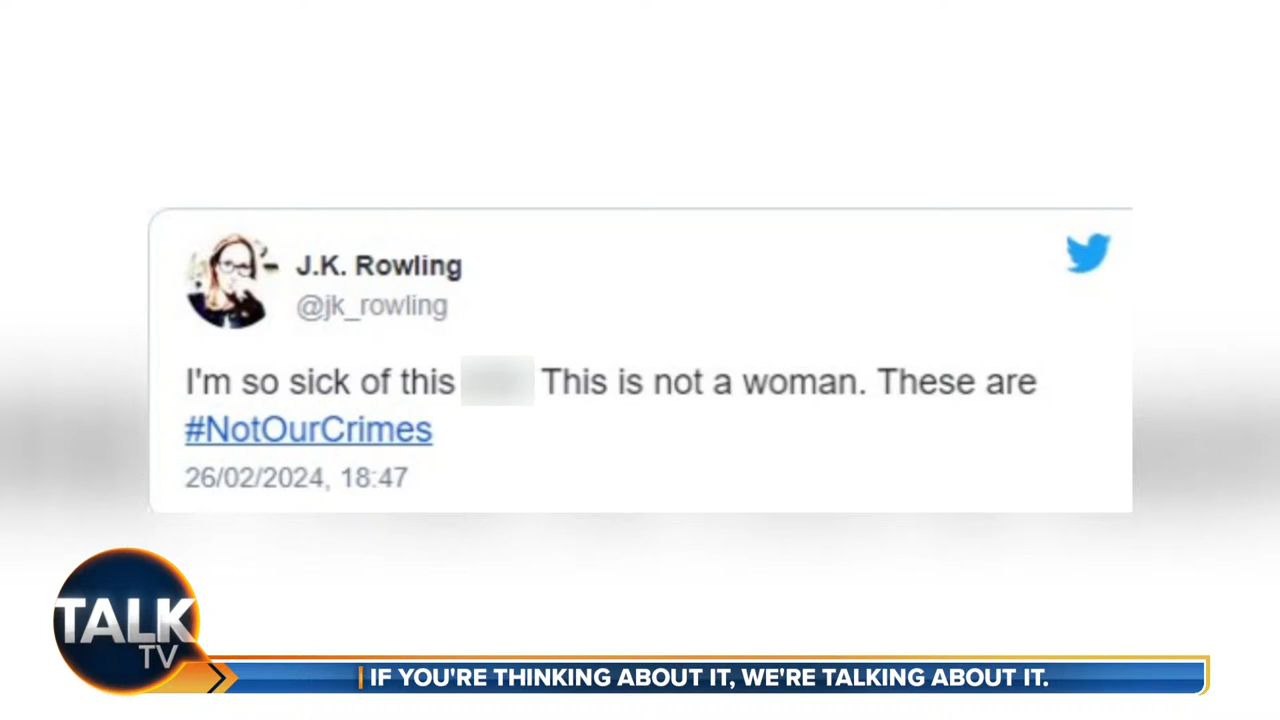 J.K. Rowling
@jk_rowling
I'm so sick of this This is not a woman. These are
#NotOurCrimes
26/02/2024, 18:47
TALK
TV
IF YOU'RE THINKING ABOUT IT, WE'RE TALKING ABOUT IT.